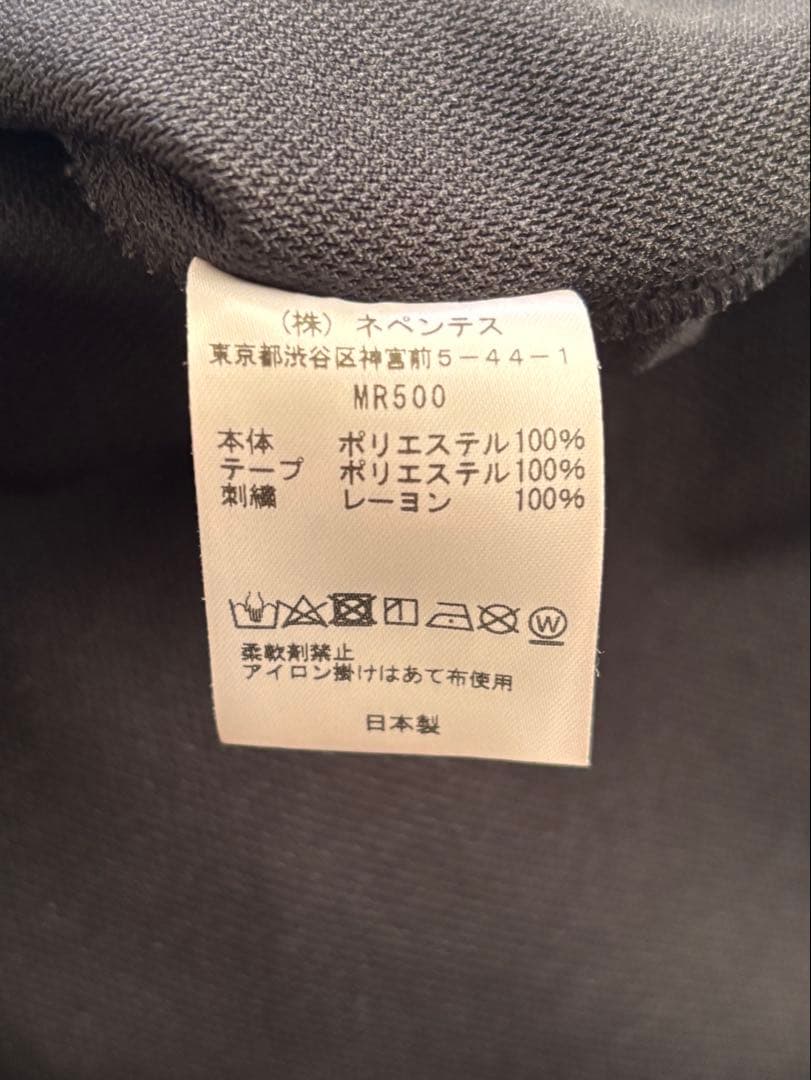 （株）ネペンテス
東京都渋谷区神宮前５－４４－１
MR500
本体 ポリエステル100%
テープ ポリエステル100%
刺繍 レーヨン 100%
W
柔軟剤禁止
アイロン掛けはあて布使用
日本製